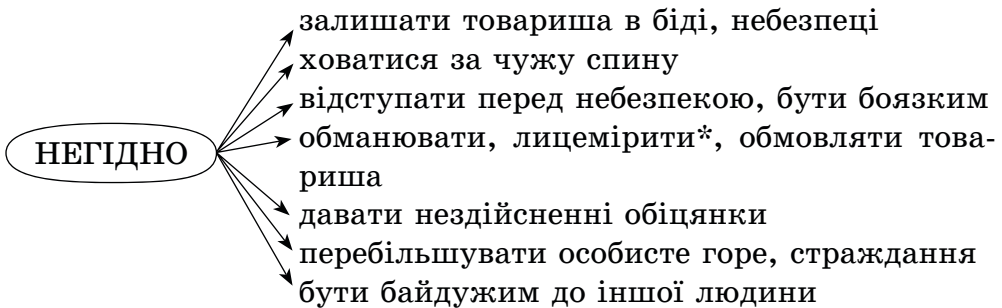 залишати товариша в біді, небезпеці
ховатися за чужу спину
відступати перед небезпекою, бути боязким
НЕГІДНО
обманювати, лицемірити*, обмовляти това-
риша
давати нездійсненні обіцянки
перебільшувати особисте горе, страждання
бути байдужим до іншої людини